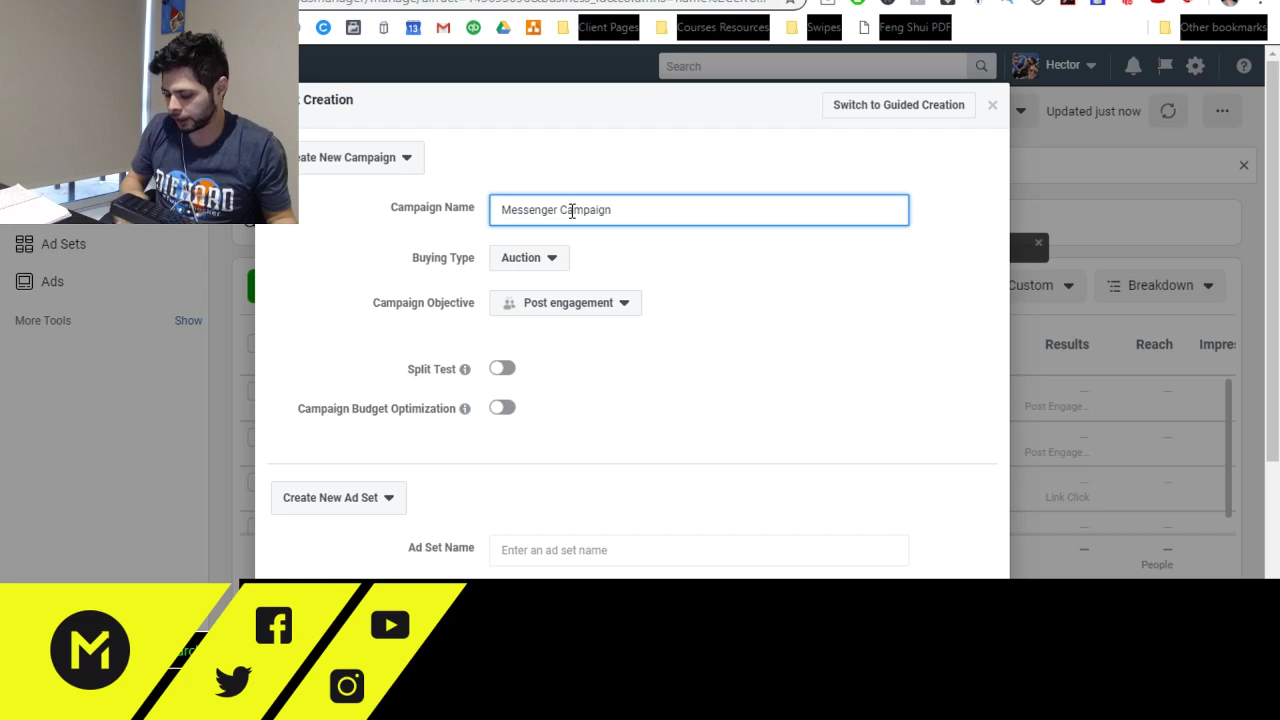 Client Pages
Courses Resources
Swipes
Feng Shui PDF
Other bookmarks
13
Search
Hector
Creation
Switch to Guided Creation
Updated just now
eate New Campaign
Campaign Name
Messenger Campaign
Buying Type
Auction
Campaign Objective
Post engagement
Split Test
Campaign Budget Optimization
Create New Ad Set
Ad Set Name
Enter an ad set name
Ad Sets
Ads
More Tools
Show
Custom
Breakdown
Results
Reach
Impres
Post Engage...
Post Engage...
Link Click
People
DIEHARD
M